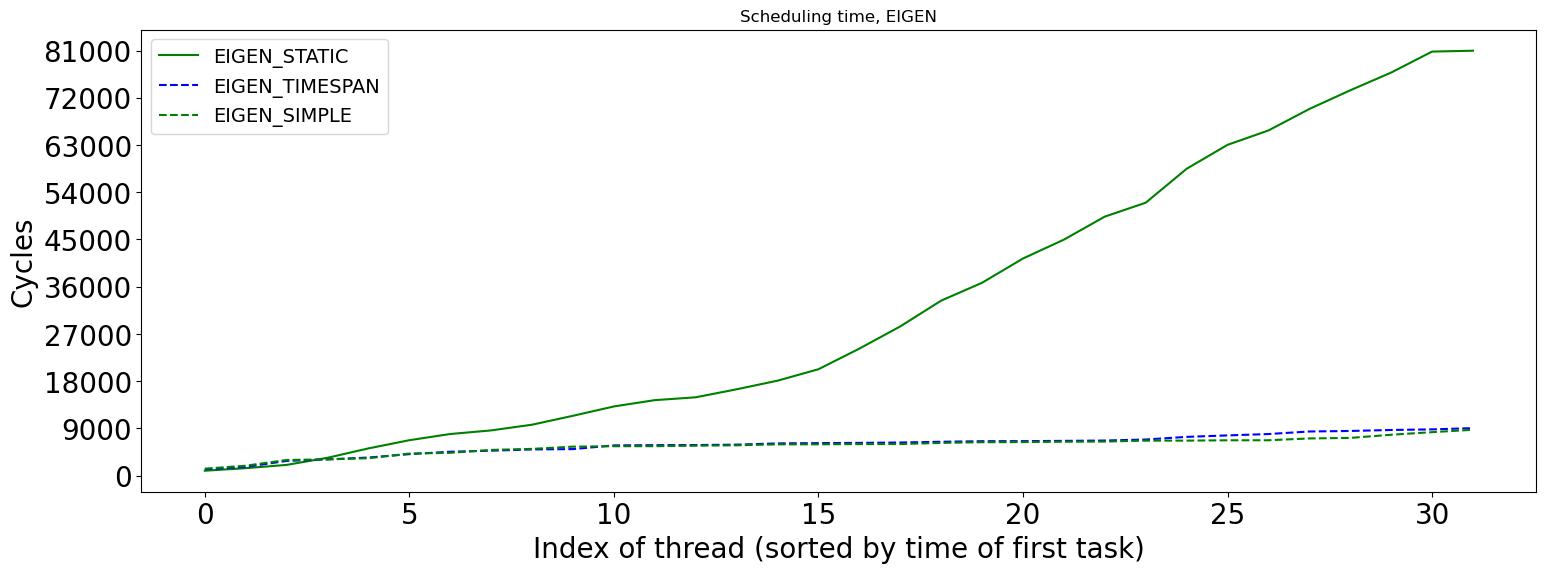 Scheduling time, EIGEN
EIGEN_STATIC
EIGEN_TIMESPAN
EIGEN_SIMPLE
81000
72000
63000
54000
45000
36000
27000
18000
9000
0
Cycles
0 5 10 15 20 25 30
Index of thread (sorted by time of first task)